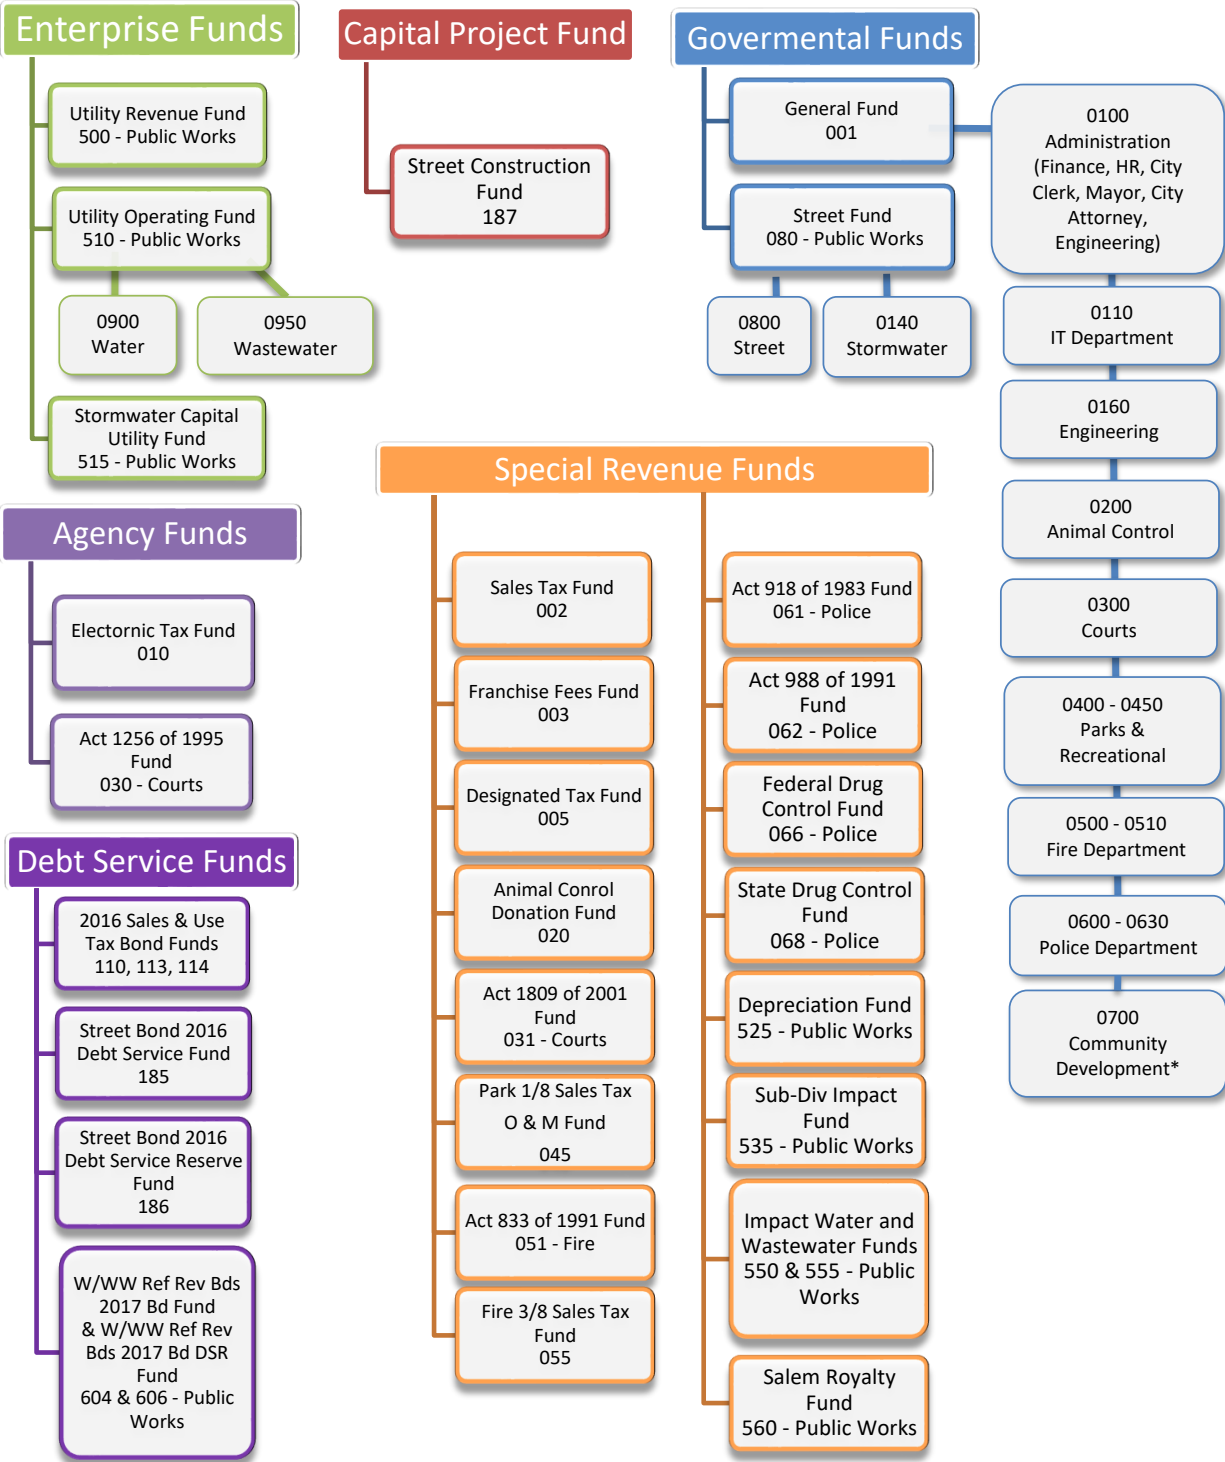 Enterprise Funds
Utility Revenue Fund
500 - Public Works
Utility Operating Fund
510 - Public Works
0900
Water
0950
Wastewater
Stormwater Capital
Utility Fund
515 - Public Works
Capital Project Fund
Street Construction
Fund
187
Govermental Funds
General Fund
001
Street Fund
080 - Public Works
0800
Street
0140
Stormwater
0100
Administration
(Finance, HR, City
Clerk, Mayor, City
Attorney,
Engineering)
0110
IT Department
0160
Engineering
0200
Animal Control
0300
Courts
0400 - 0450
Parks &
Recreational
0500 - 0510
Fire Department
0600 - 0630
Police Department
0700
Community
Development*
Agency Funds
Electornic Tax Fund
010
Act 1256 of 1995
Fund
030 - Courts
Debt Service Funds
2016 Sales & Use
Tax Bond Funds
110, 113, 114
Street Bond 2016
Debt Service Fund
185
Street Bond 2016
Debt Service Reserve
Fund
186
W/WW Ref Rev Bds
2017 Bd Fund
& W/WW Ref Rev
Bds 2017 Bd DSR
Fund
604 & 606 - Public
Works
Special Revenue Funds
Sales Tax Fund
002
Franchise Fees Fund
003
Designated Tax Fund
005
Animal Conrol
Donation Fund
020
Act 1809 of 2001
Fund
031 - Courts
Park 1/8 Sales Tax
O & M Fund
045
Act 833 of 1991 Fund
051 - Fire
Fire 3/8 Sales Tax
Fund
055
Act 918 of 1983 Fund
061 - Police
Act 988 of 1991
Fund
062 - Police
Federal Drug
Control Fund
066 - Police
State Drug Control
Fund
068 - Police
Depreciation Fund
525 - Public Works
Sub-Div Impact
Fund
535 - Public Works
Impact Water and
Wastewater Funds
550 & 555 - Public
Works
Salem Royalty
Fund
560 - Public Works